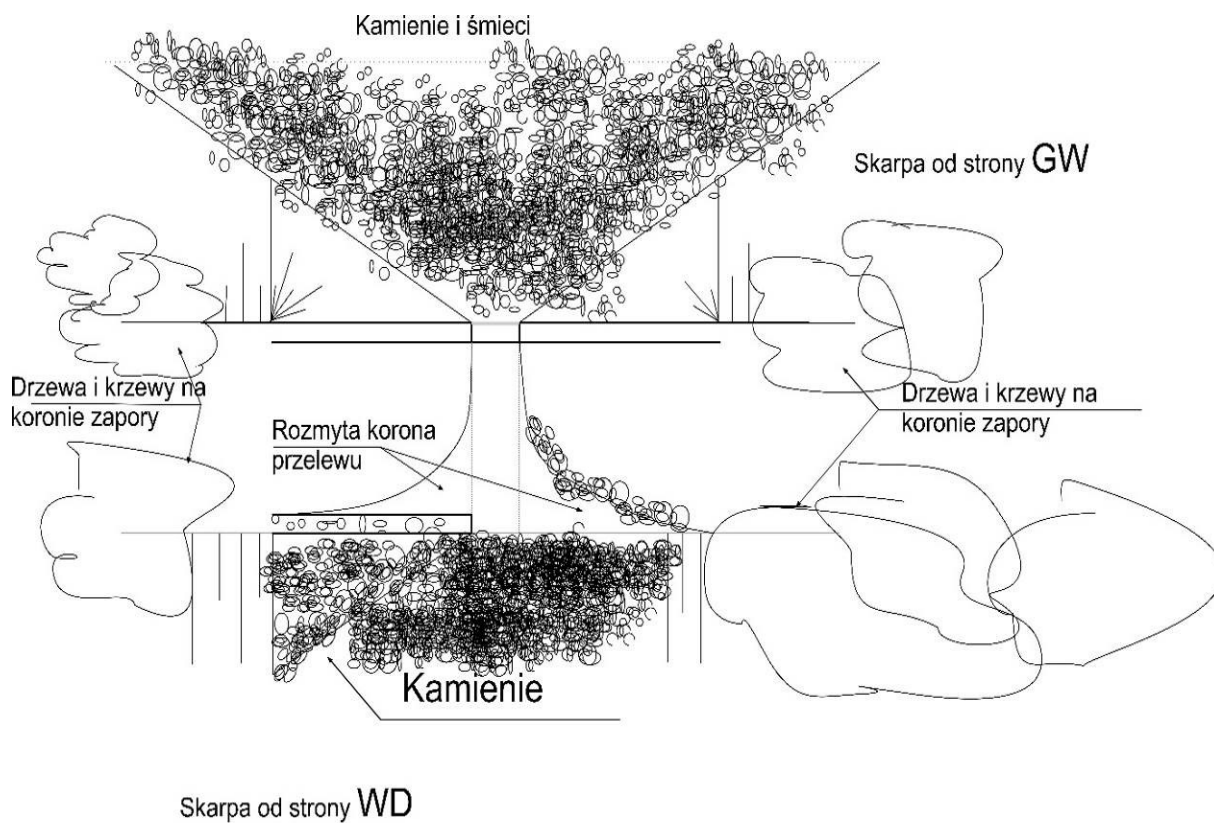 Kamienie i śmieci
Skarpa od strony GW
Drzewa i krzewy na
koronie zapory
Drzewa i krzewy na
koronie zapory
Rozmyta korona
przelewu
Kamienie
Skarpa od strony WD